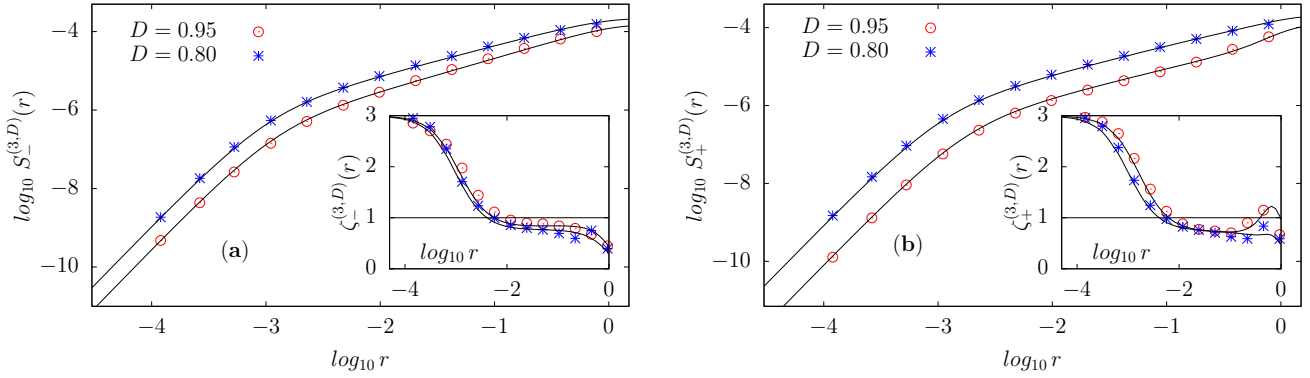 −4
−6
−8
−10
log₁₀ S₋^(3,D)(r)
D = 0.95
D = 0.80
(a)
3
2
1
0
ζ₋^(3,D)(r)
log₁₀ r
−4 −2 0
−4 −3 −2 −1 0
log₁₀ r
−4
−6
−8
−10
log₁₀ S₊^(3,D)(r)
D = 0.95
D = 0.80
(b)
3
2
1
0
ζ₊^(3,D)(r)
log₁₀ r
−4 −2 0
−4 −3 −2 −1 0
log₁₀ r